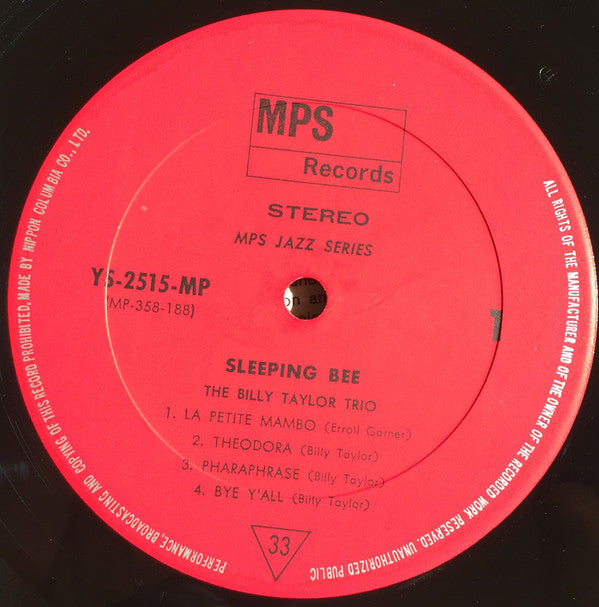 MPS
Records
STEREO
MPS JAZZ SERIES
YS-2515-MP
(MP-358-188)
1
SLEEPING BEE
THE BILLY TAYLOR TRIO
1. LA PETITE MAMBO (Erroll Garner)
2. THEODORA (Billy Taylor)
3. PHARAPHRASE (Billy Taylor)
4. BYE Y'ALL (Billy Taylor)
33
ALL RIGHTS OF THE MANUFACTURER AND OF THE OWNER OF THE RECORDED WORK RESERVED. UNAUTHORIZED PUBLIC
PERFORMANCE, BROADCASTING AND COPYING OF THIS RECORD PROHIBITED, MADE BY NIPPON COLUMBIA CO., LTD.